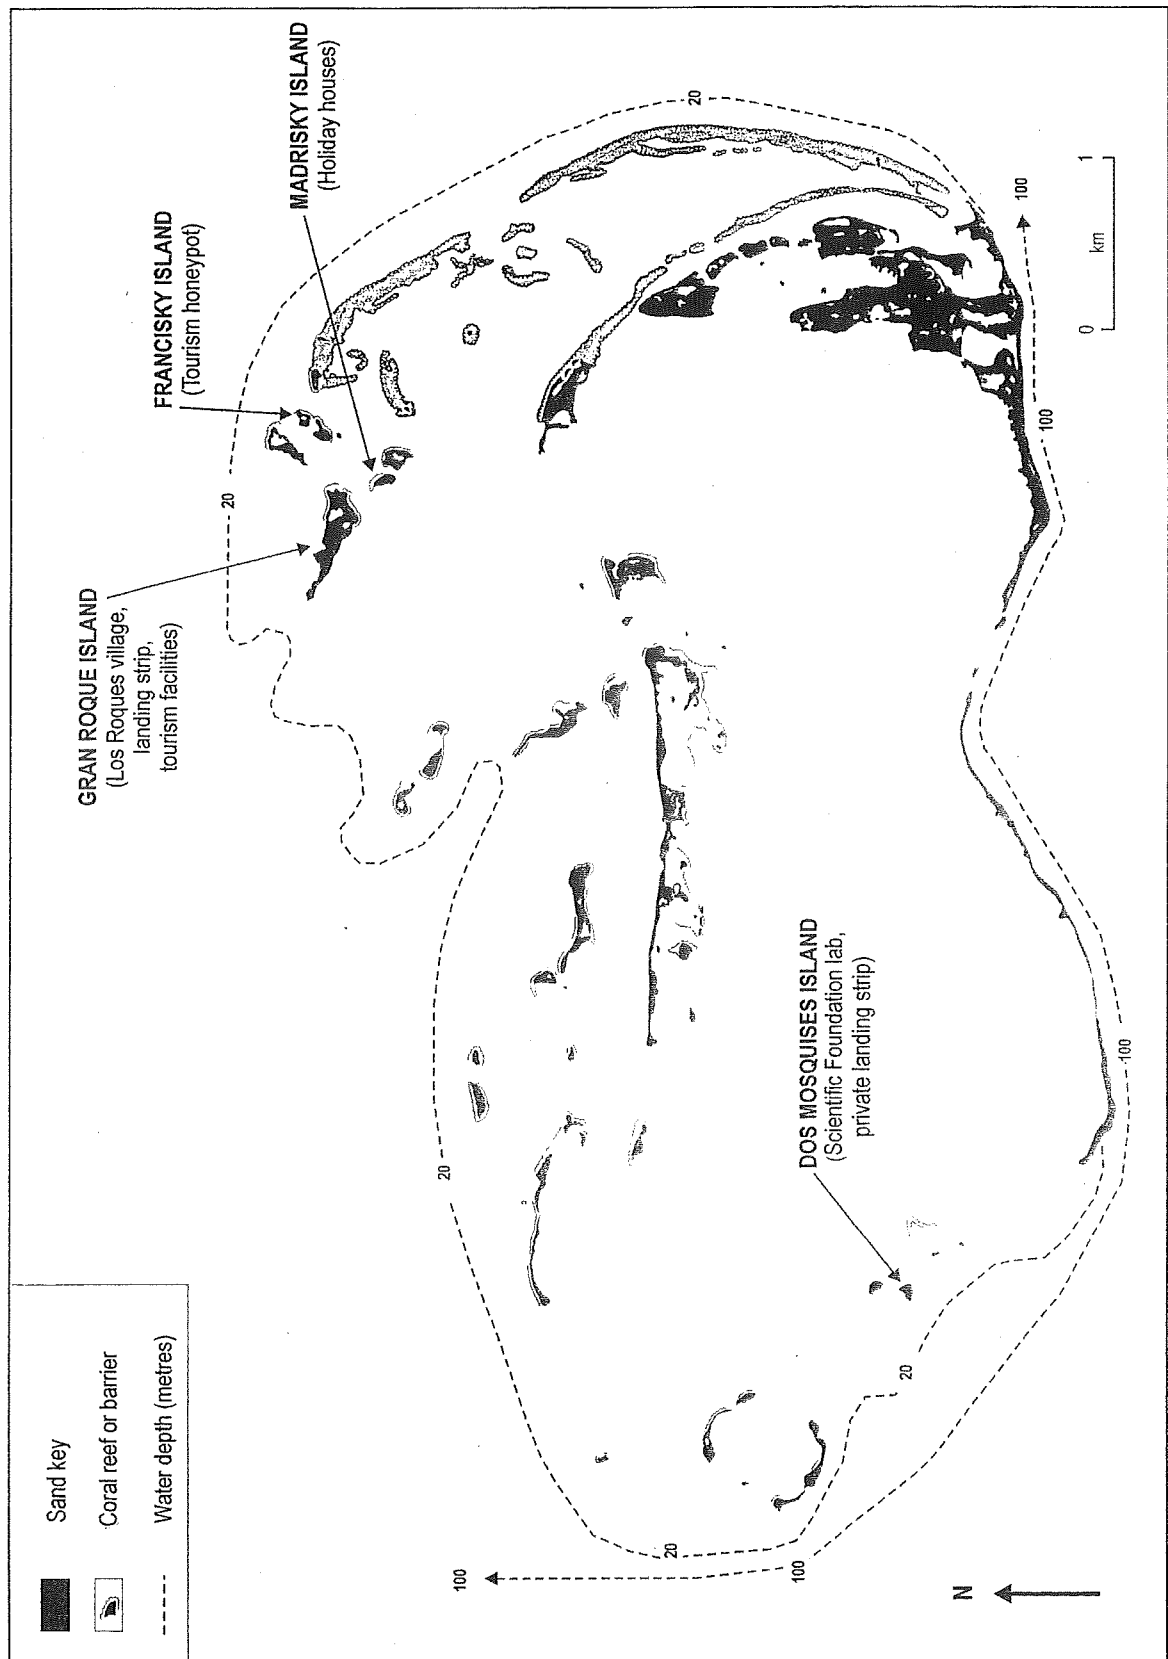 Sand key
Coral reef or barrier
Water depth (metres)
GRAN ROQUE ISLAND
(Los Roques village,
landing strip,
tourism facilities)
FRANCISKY ISLAND
(Tourism honeypot)
MADRISKY ISLAND
(Holiday houses)
DOS MOSQUISES ISLAND
(Scientific Foundation lab,
private landing strip)
20
20
20
20
20
100
100
100
100
100
N
0 1
km